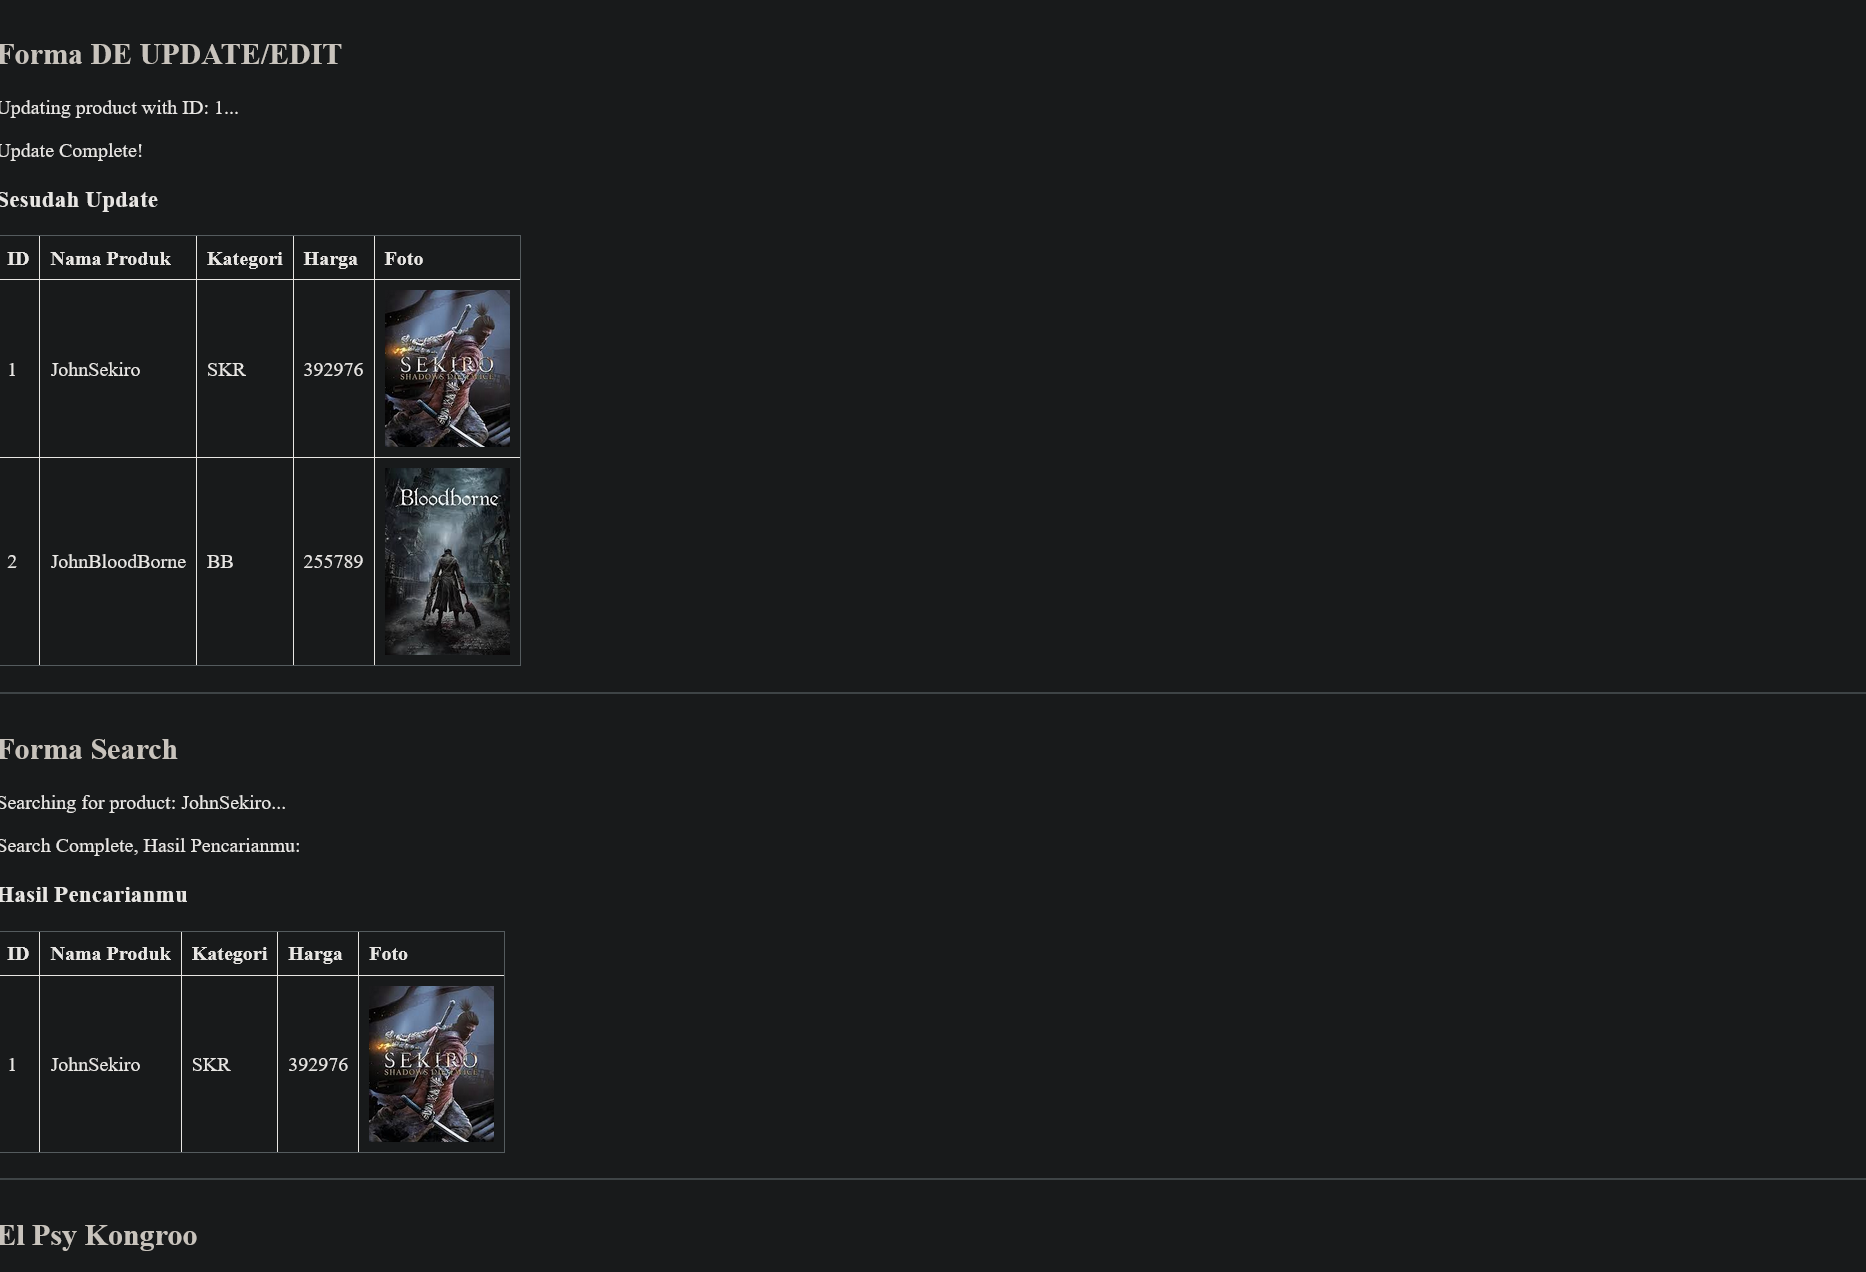 Forma DE UPDATE/EDIT
Updating product with ID: 1...
Update Complete!
Sesudah Update
ID Nama Produk Kategori Harga Foto
SEKIRO
SHADOWS DIE TWICE
1 JohnSekiro SKR 392976
Bloodborne
2 JohnBloodBorne BB 255789
Forma Search
Searching for product: JohnSekiro...
Search Complete, Hasil Pencarianmu:
Hasil Pencarianmu
ID Nama Produk Kategori Harga Foto
SEKIRO
SHADOWS DIE TWICE
1 JohnSekiro SKR 392976
El Psy Kongroo